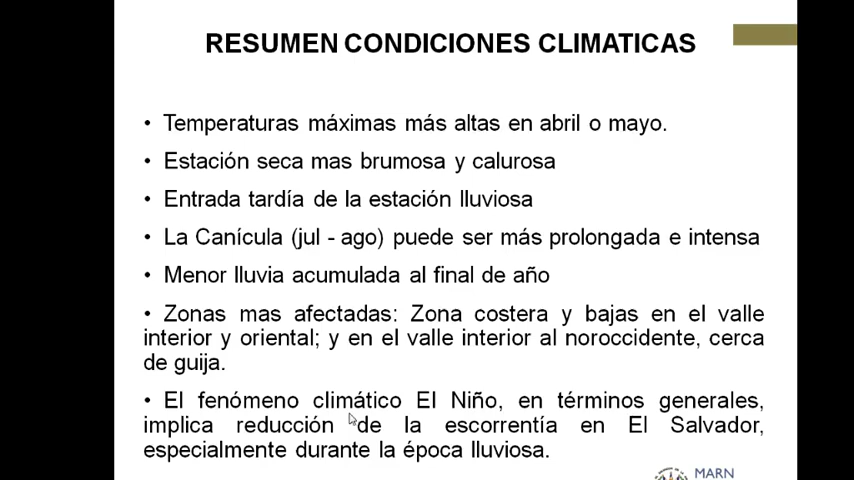 RESUMEN CONDICIONES CLIMATICAS
• Temperaturas máximas más altas en abril o mayo.
• Estación seca mas brumosa y calurosa
• Entrada tardía de la estación lluviosa
• La Canícula (jul - ago) puede ser más prolongada e intensa
• Menor lluvia acumulada al final de año
• Zonas mas afectadas: Zona costera y bajas en el valle
interior y oriental; y en el valle interior al noroccidente, cerca
de guija.
• El fenómeno climático El Niño, en términos generales,
implica reducción de la escorrentía en El Salvador,
especialmente durante la época lluviosa.
MARN